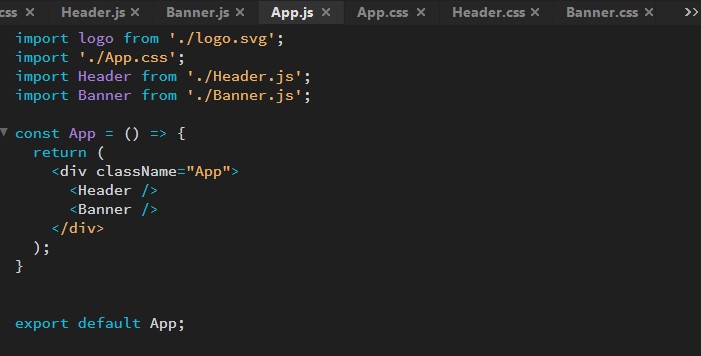 css × Header.js × Banner.js × App.js × App.css × Header.css × Banner.css × >>
import logo from './logo.svg';
import './App.css';
import Header from './Header.js';
import Banner from './Banner.js';
const App = () => {
return (
<div className="App">
<Header />
<Banner />
</div>
);
}
export default App;